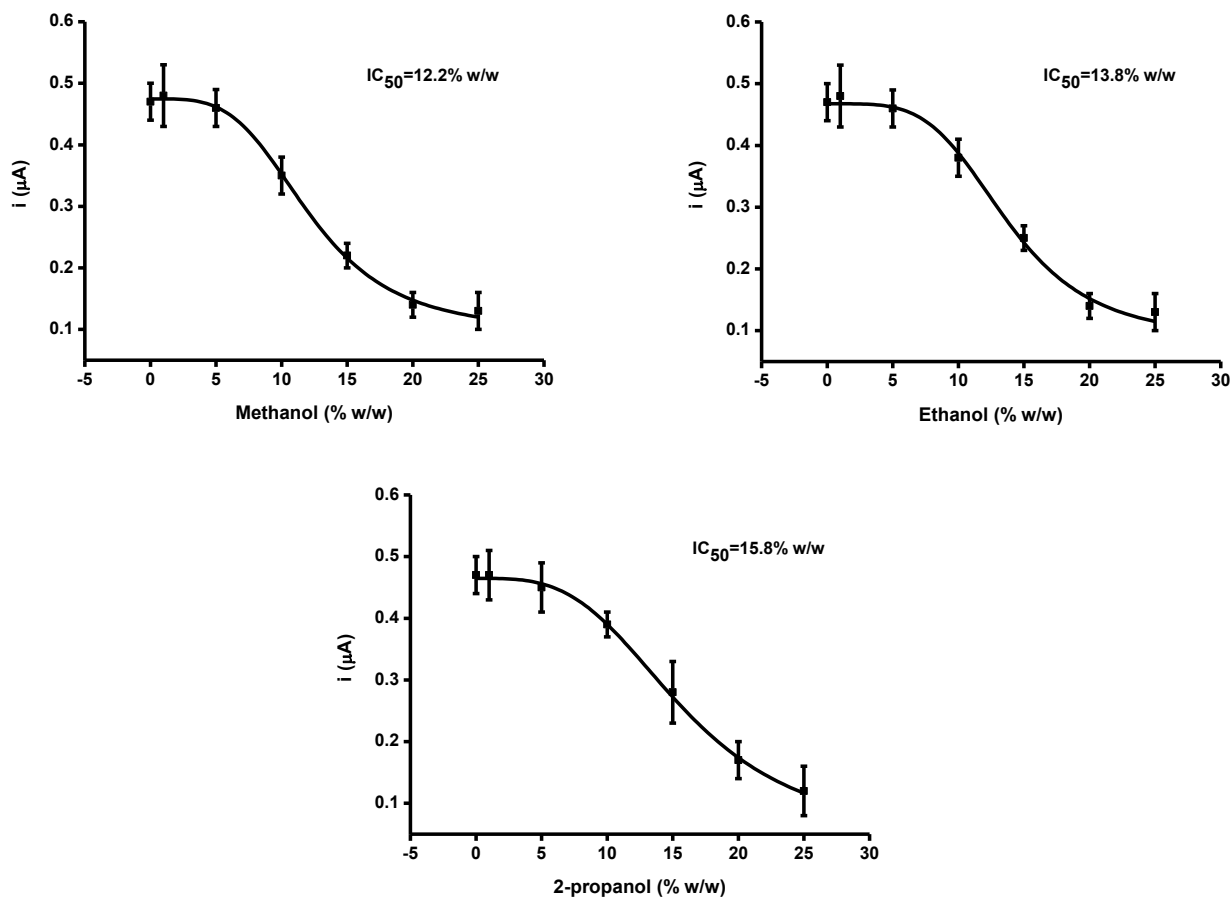 IC50=12.2% w/w
i (μA)
0.6
0.5
0.4
0.3
0.2
0.1
-5 0 5 10 15 20 25 30
Methanol (% w/w)
IC50=13.8% w/w
i (μA)
0.6
0.5
0.4
0.3
0.2
0.1
-5 0 5 10 15 20 25 30
Ethanol (% w/w)
IC50=15.8% w/w
i (μA)
0.6
0.5
0.4
0.3
0.2
0.1
-5 0 5 10 15 20 25 30
2-propanol (% w/w)